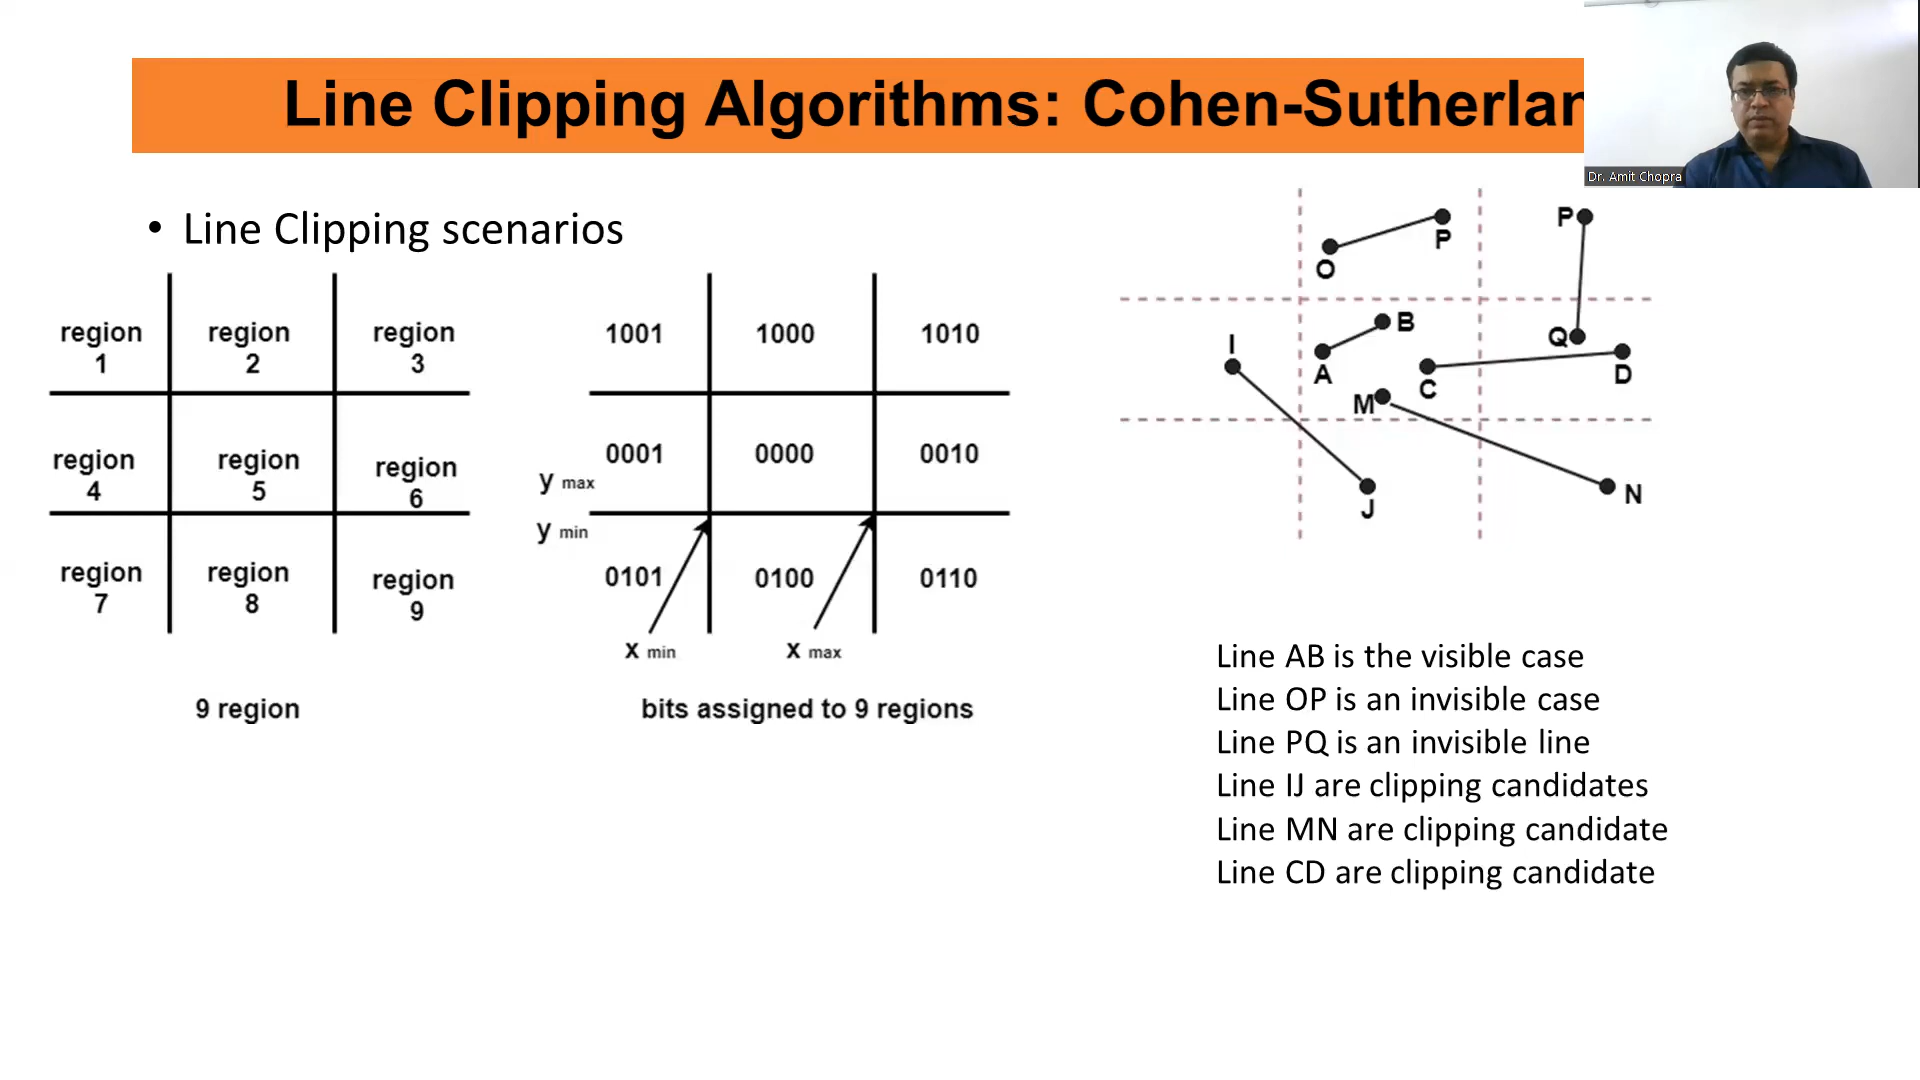 Line Clipping Algorithms: Cohen-Sutherlan
Dr. Amit Chopra
• Line Clipping scenarios
region 1
region 2
region 3
region 4
region 5
region 6
region 7
region 8
region 9
9 region
1001 1000 1010
0001 0000 0010
y max
y min
0101 0100 0110
x min x max
bits assigned to 9 regions
P
P
O
B
Q
I
A
C
D
M
N
J
Line AB is the visible case
Line OP is an invisible case
Line PQ is an invisible line
Line IJ are clipping candidates
Line MN are clipping candidate
Line CD are clipping candidate